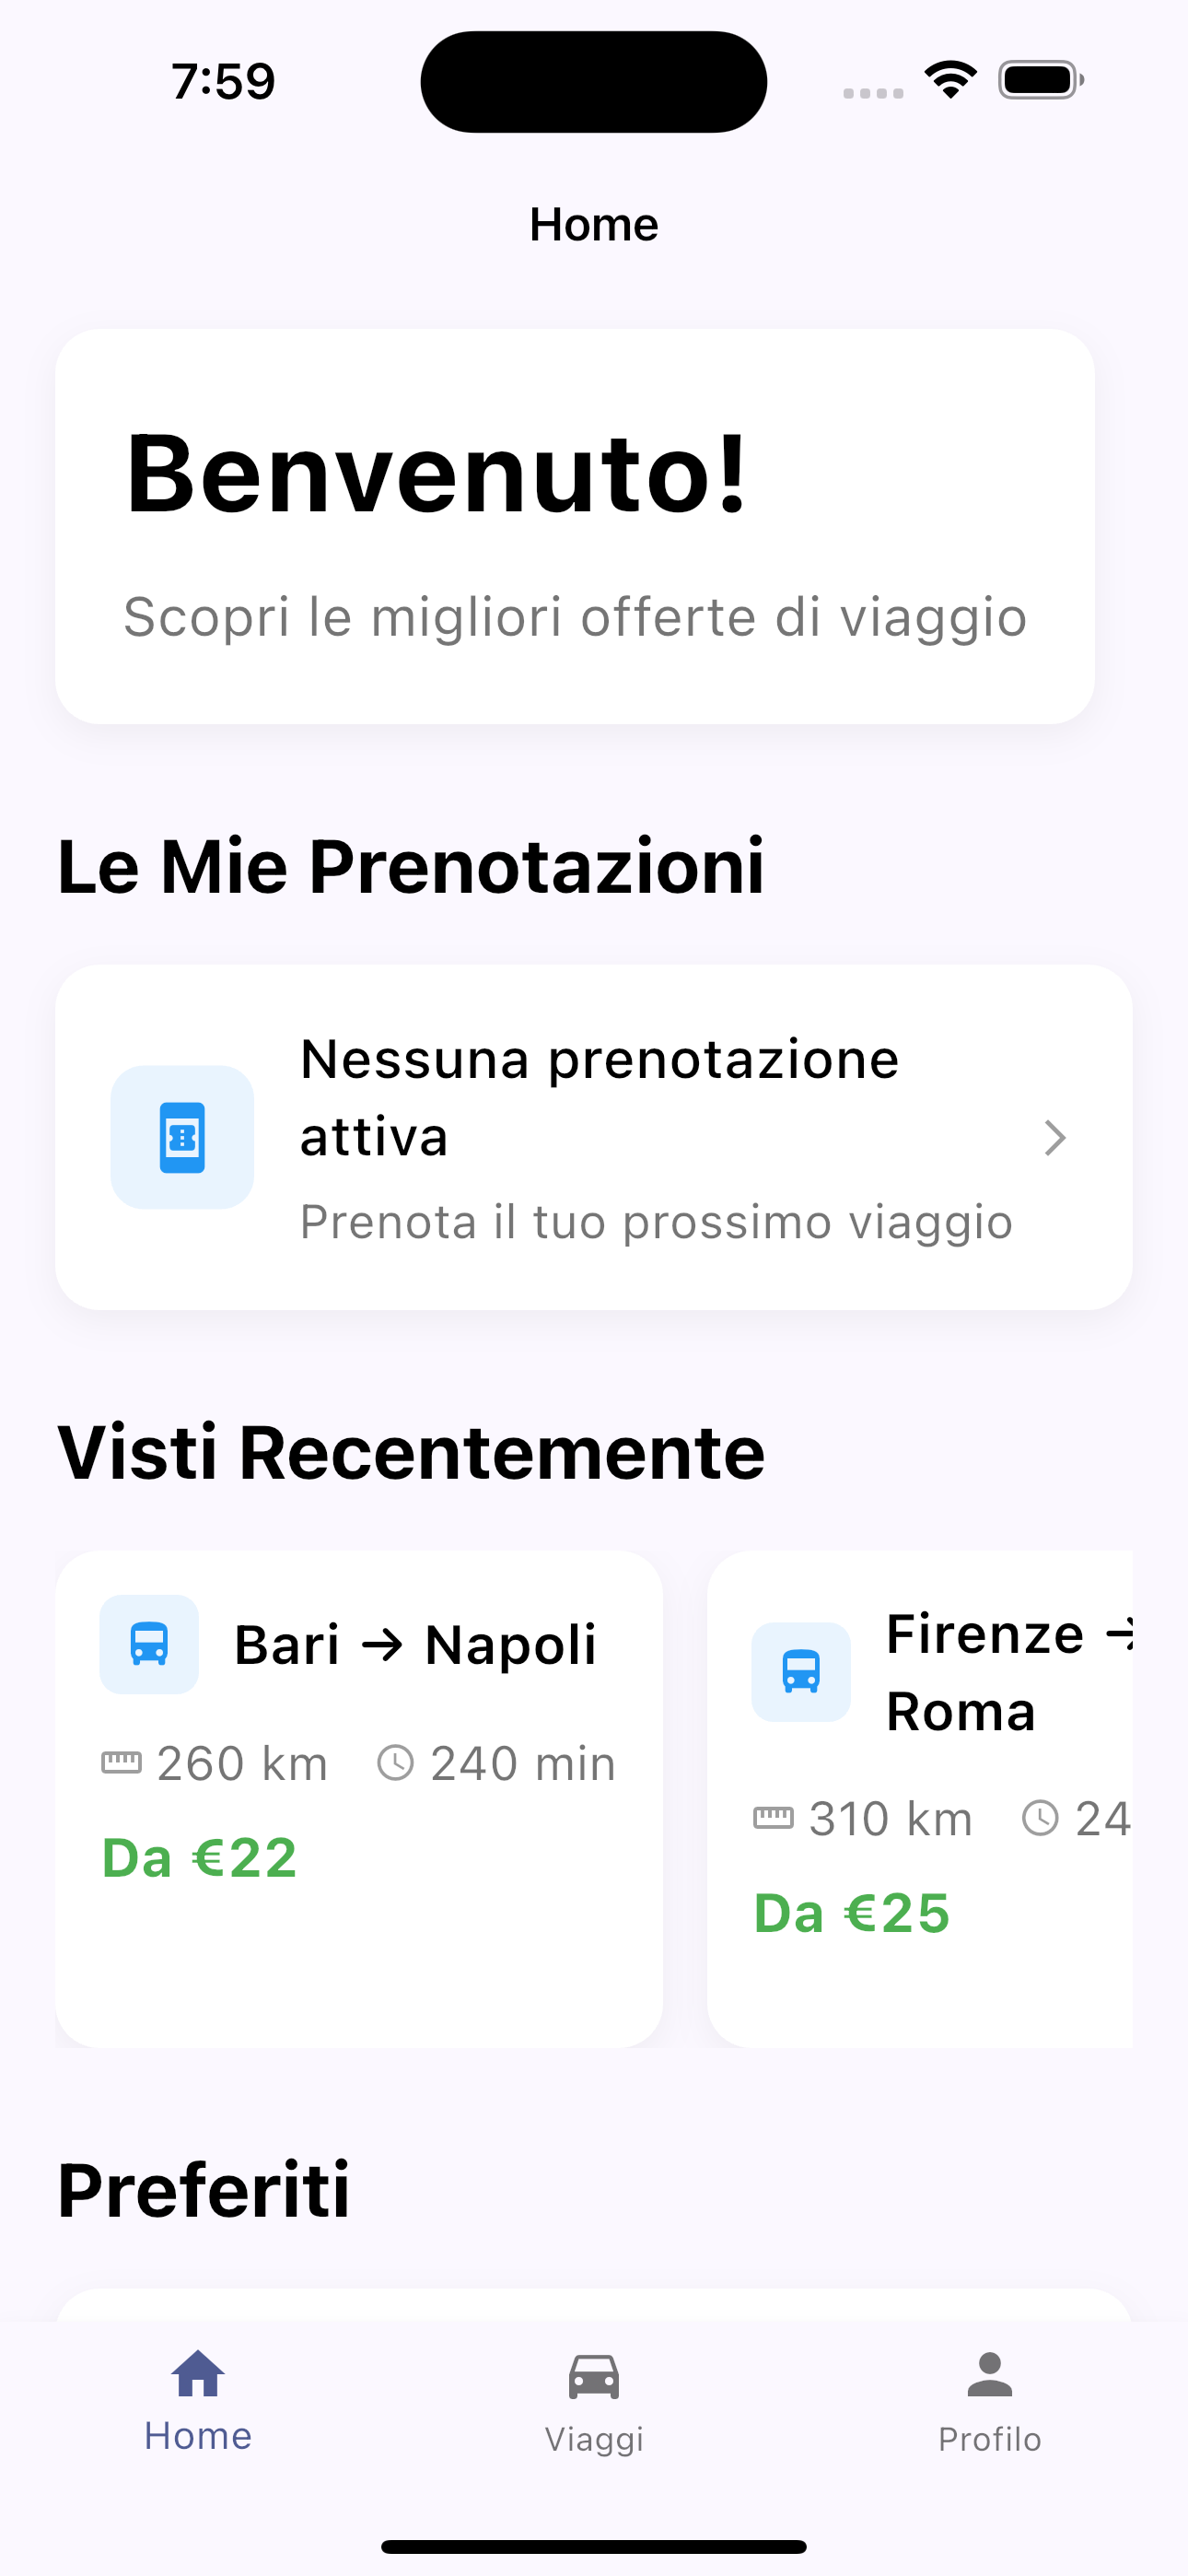 7:59
Home
Benvenuto!
Scopri le migliori offerte di viaggio
Le Mie Prenotazioni
Nessuna prenotazione
attiva
Prenota il tuo prossimo viaggio
Visti Recentemente
Bari → Napoli
260 km 240 min
Da €22
Firenze →
Roma
310 km 24
Da €25
Preferiti
Home
Viaggi
Profilo